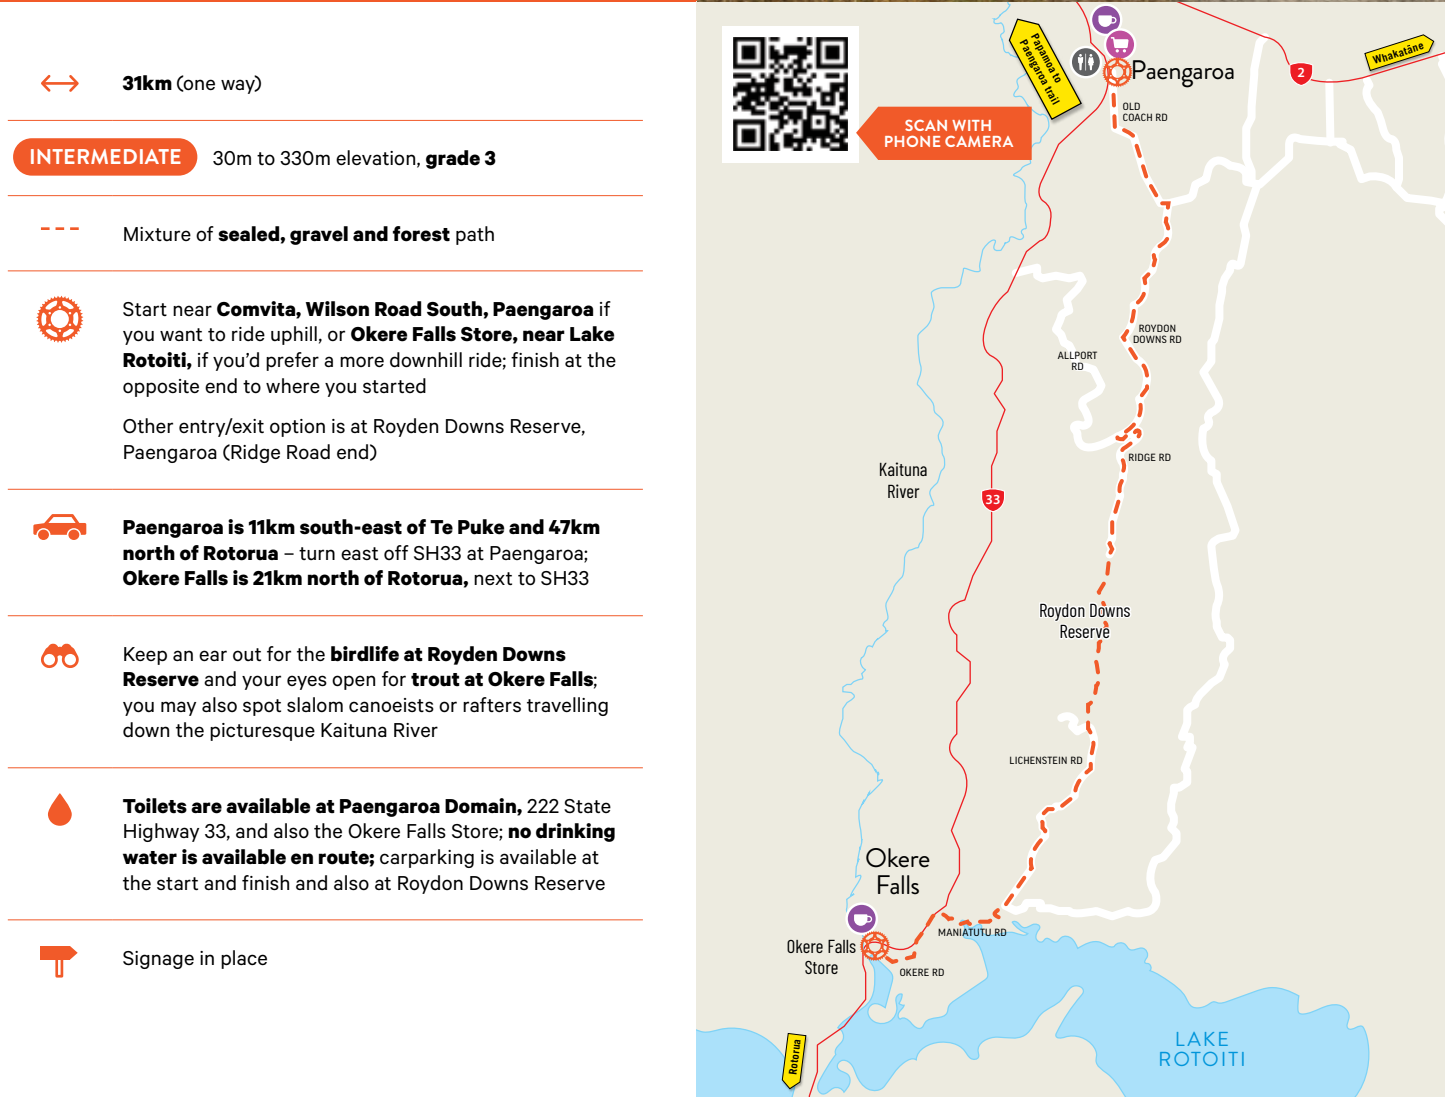 31km (one way)
INTERMEDIATE 30m to 330m elevation, grade 3
Mixture of sealed, gravel and forest path
Start near Comvita, Wilson Road South, Paengaroa if
you want to ride uphill, or Okere Falls Store, near Lake
Rotoiti, if you’d prefer a more downhill ride; finish at the
opposite end to where you started
Other entry/exit option is at Royden Downs Reserve,
Paengaroa (Ridge Road end)
Paengaroa is 11km south-east of Te Puke and 47km
north of Rotorua – turn east off SH33 at Paengaroa;
Okere Falls is 21km north of Rotorua, next to SH33
Keep an ear out for the birdlife at Royden Downs
Reserve and your eyes open for trout at Okere Falls;
you may also spot slalom canoeists or rafters travelling
down the picturesque Kaituna River
Toilets are available at Paengaroa Domain, 222 State
Highway 33, and also the Okere Falls Store; no drinking
water is available en route; carparking is available at
the start and finish and also at Roydon Downs Reserve
Signage in place
SCAN WITH
PHONE CAMERA
Papamoa to
Paengaroa trail
Paengaroa
2
Whakatāne
OLD
COACH RD
ROYDON
DOWNS RD
ALLPORT
RD
RIDGE RD
Kaituna
River
33
Roydon Downs
Reserve
LICHENSTEIN RD
Okere
Falls
MANIATUTU RD
Okere Falls
Store
OKERE RD
Rotorua
LAKE
ROTOITI